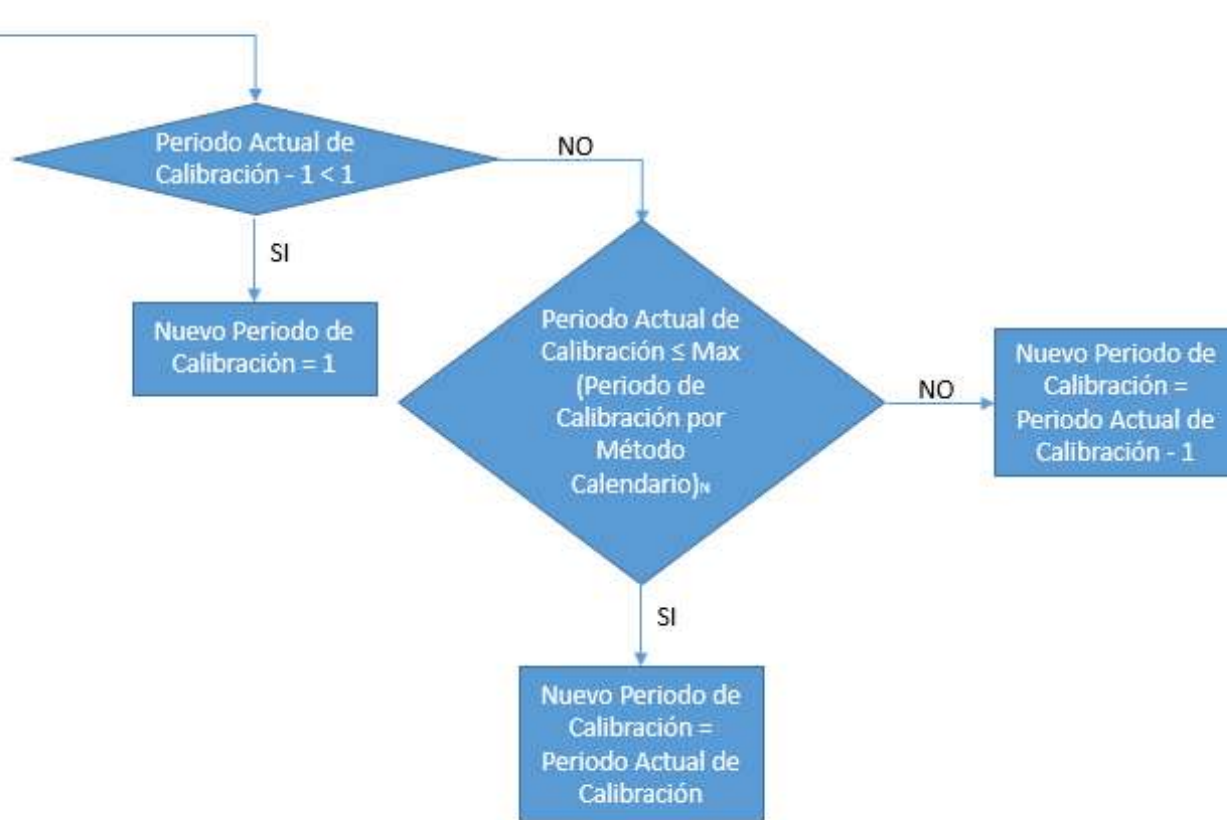 Periodo Actual de
Calibración - 1 < 1
NO
SI
Nuevo Periodo de
Calibración = 1
Periodo Actual de
Calibración ≤ Max
(Periodo de
Calibración por
Método
Calendario)N
NO
Nuevo Periodo de
Calibración =
Periodo Actual de
Calibración - 1
SI
Nuevo Periodo de
Calibración =
Periodo Actual de
Calibración